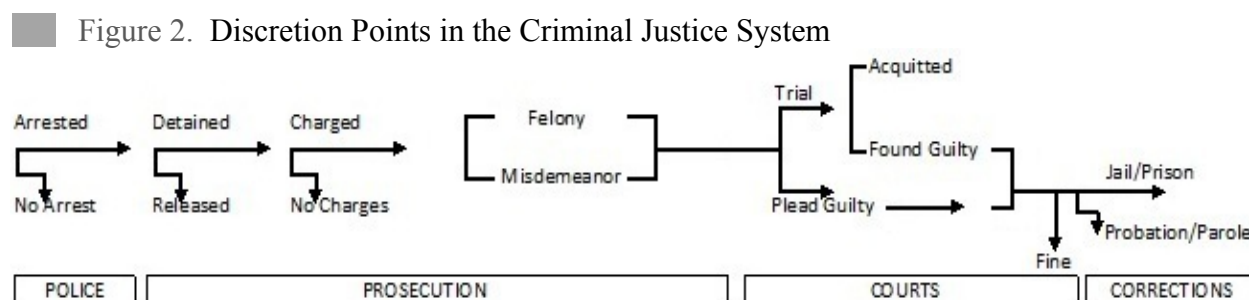 Figure 2. Discretion Points in the Criminal Justice System
Acquitted
Trial
Arrested Detained Charged Felony
Found Guilty
Misdemeanor Jail/Prison
No Arrest Released No Charges Plead Guilty
Probation/Parole
Fine
POLICE PROSECUTION COURTS CORRECTIONS